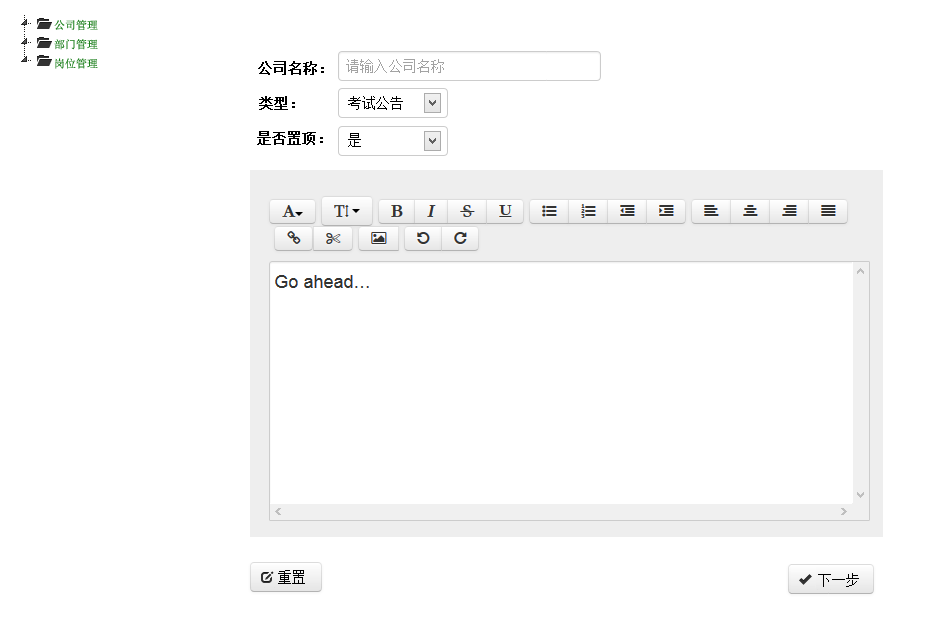 公司管理
部门管理
岗位管理
公司名称： 请输入公司名称
类型： 考试公告
是否置顶： 是
A T B I S U
Go ahead…
重置 下一步